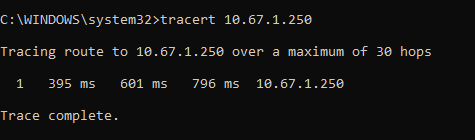 C:\WINDOWS\system32>tracert 10.67.1.250
Tracing route to 10.67.1.250 over a maximum of 30 hops
1 395 ms 601 ms 796 ms 10.67.1.250
Trace complete.